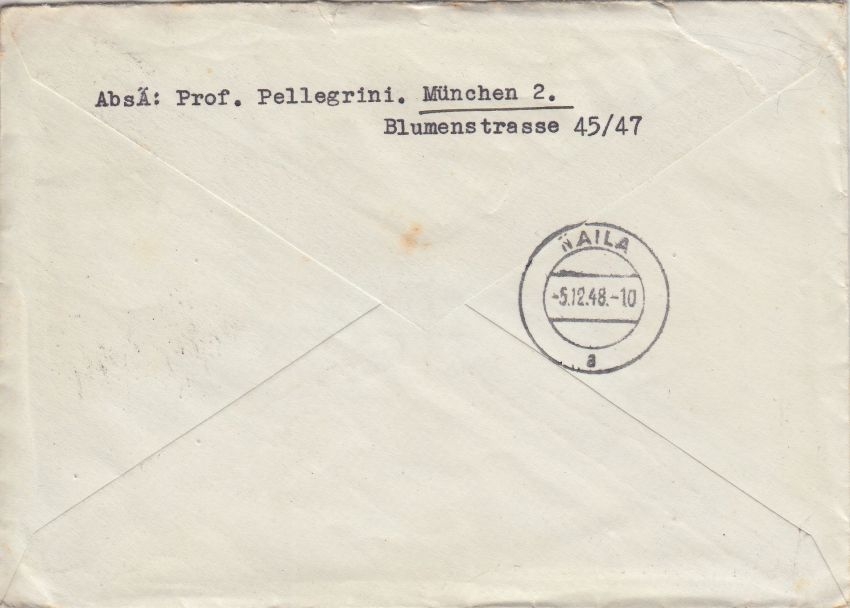 AbsÄ: Prof. Pellegrini. München 2.
Blumenstrasse 45/47
NAILA
-5.12.48.-10
a